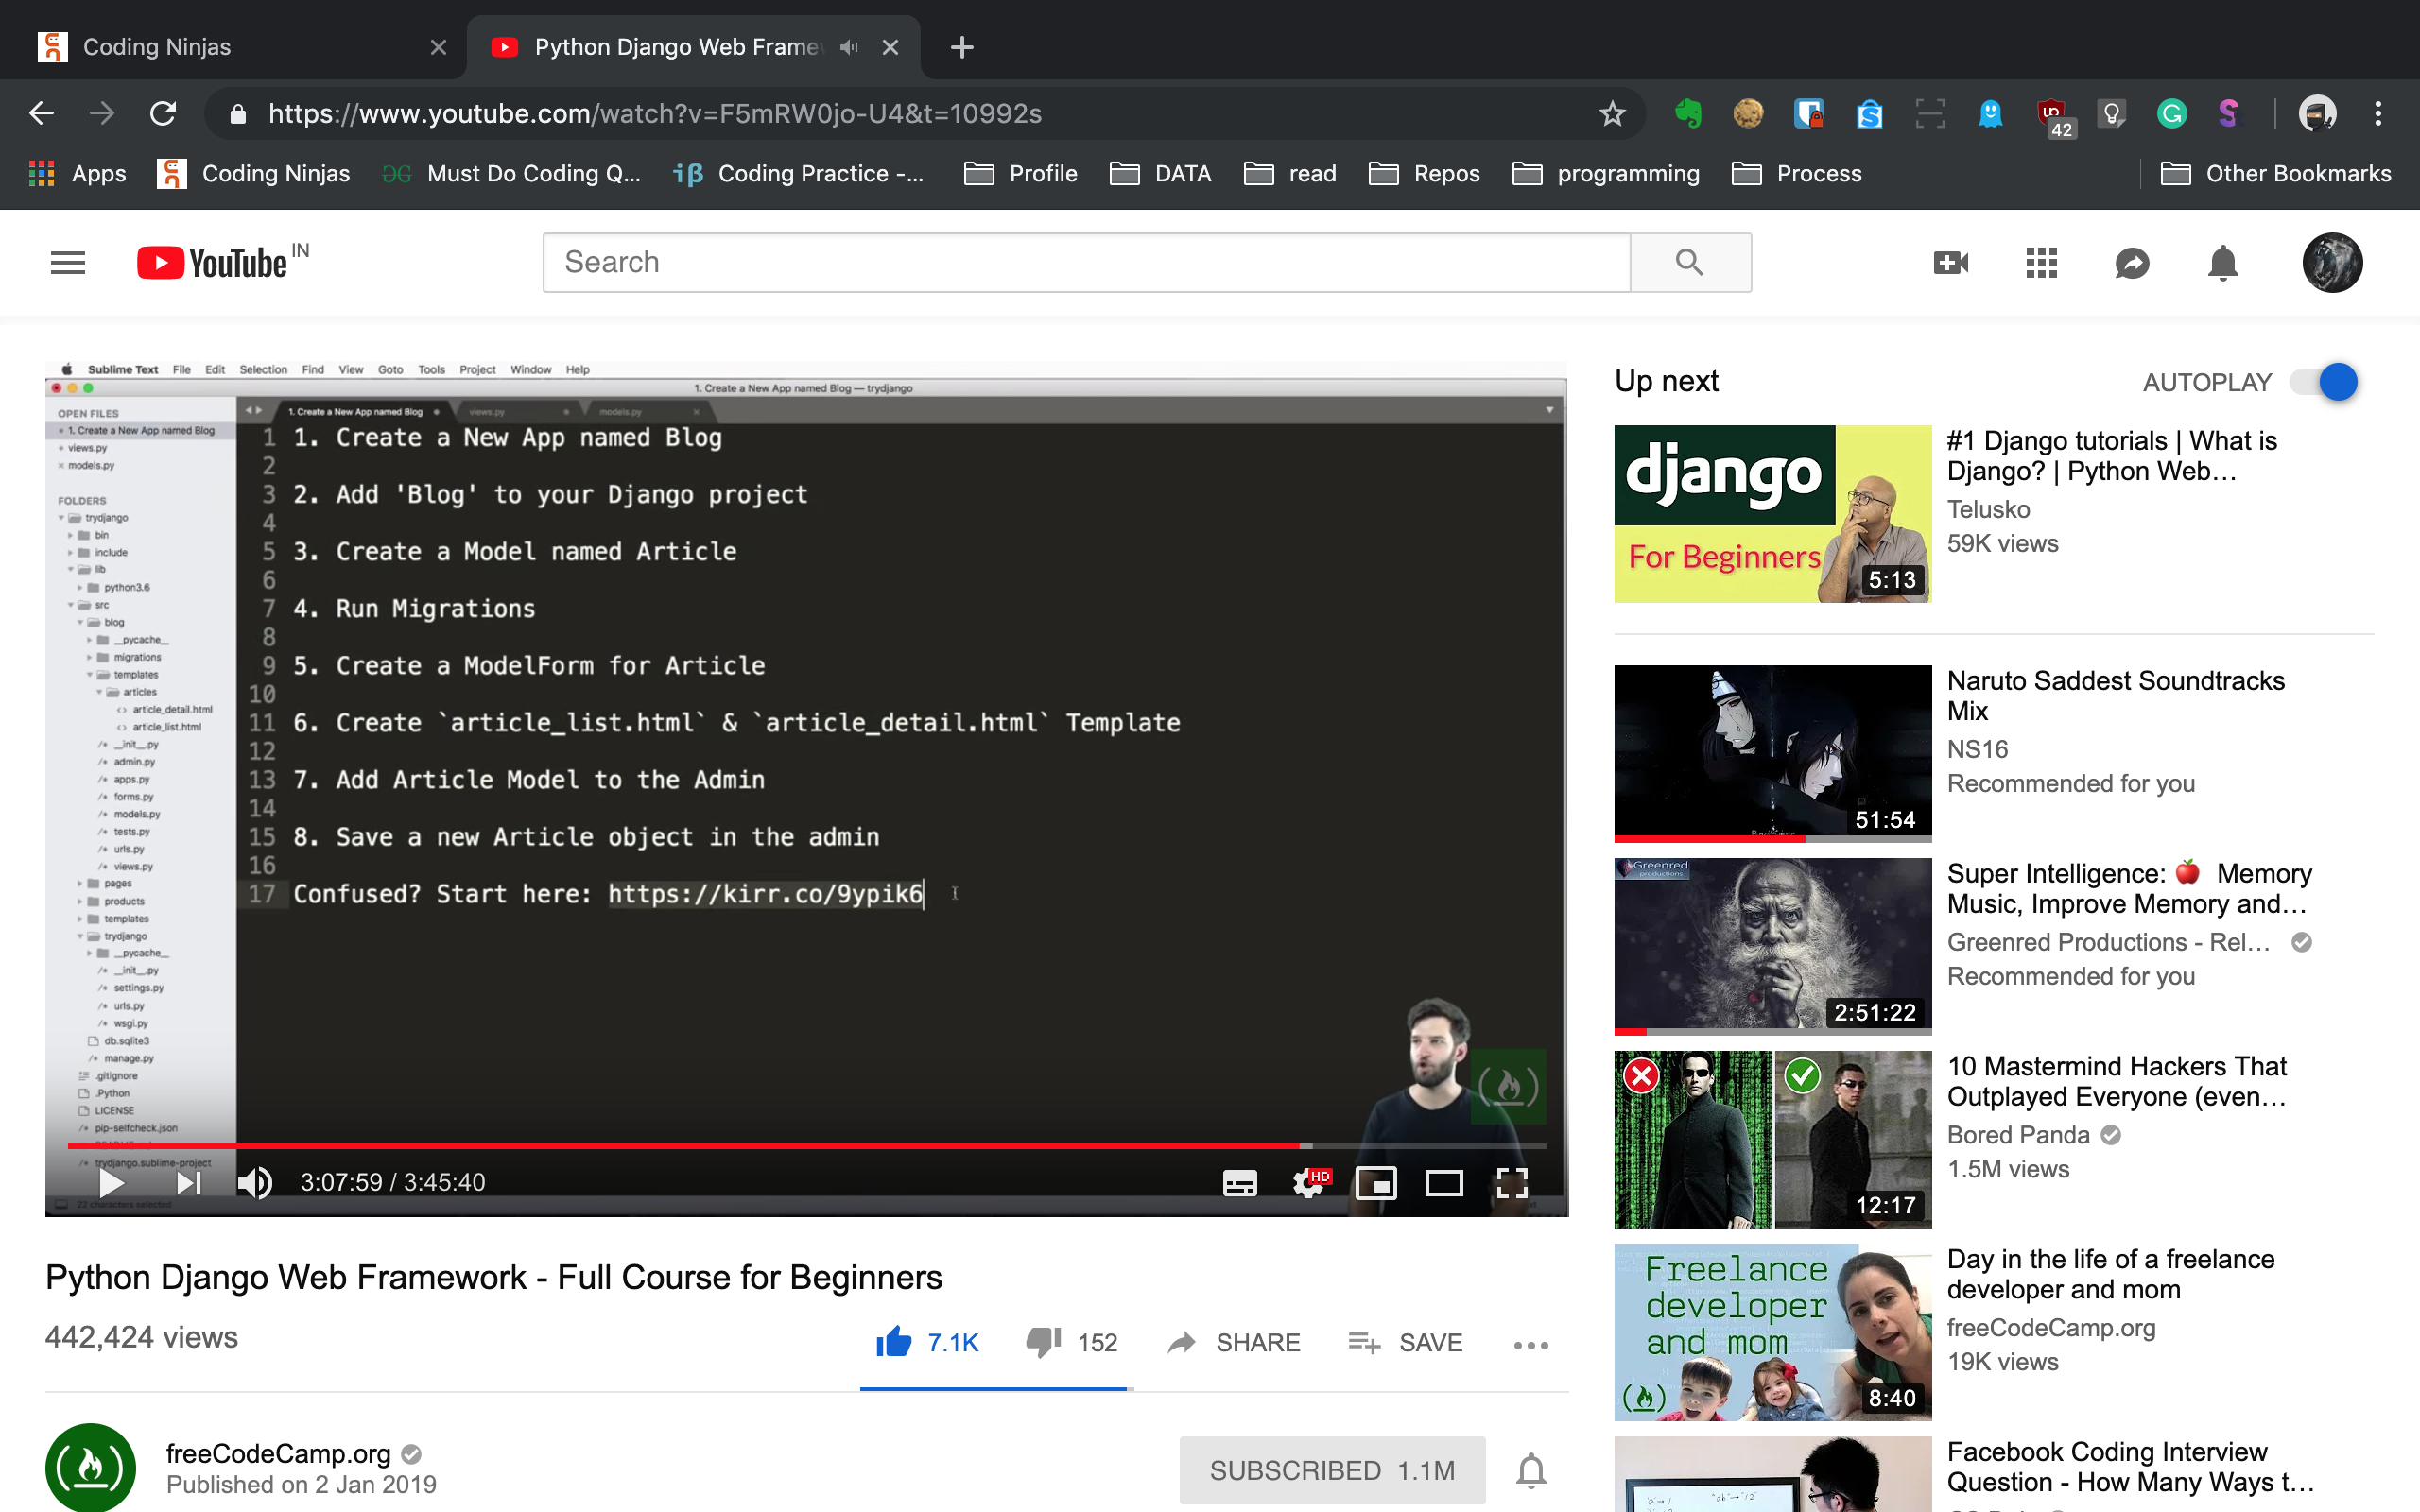 Coding Ninjas
Python Django Web Frame
https://www.youtube.com/watch?v=F5mRW0jo-U4&t=10992s
42
Apps
Coding Ninjas
Must Do Coding Q...
Coding Practice -...
Profile
DATA
read
Repos
programming
Process
Other Bookmarks
YouTube IN
Search
Sublime Text File Edit Selection Find View Goto Tools Project Window Help
1. Create a New App named Blog — trydjango
OPEN FILES
1. Create a New App named Blog
views.py
models.py
FOLDERS
trydjango
bin
include
lib
python3.6
src
blog
__pycache__
migrations
templates
articles
article_detail.html
article_list.html
__init__.py
admin.py
apps.py
forms.py
models.py
tests.py
urls.py
views.py
pages
products
templates
trydjango
__pycache__
__init__.py
settings.py
urls.py
wsgi.py
db.sqlite3
manage.py
.gitignore
.Python
LICENSE
pip-selfcheck.json
trydjango.sublime-project
22 characters selected
1. Create a New App named Blog
views.py
models.py
1 1. Create a New App named Blog
2
3 2. Add 'Blog' to your Django project
4
5 3. Create a Model named Article
6
7 4. Run Migrations
8
9 5. Create a ModelForm for Article
10
11 6. Create `article_list.html` & `article_detail.html` Template
12
13 7. Add Article Model to the Admin
14
15 8. Save a new Article object in the admin
16
17 Confused? Start here: https://kirr.co/9ypik6
3:07:59 / 3:45:40
HD
Python Django Web Framework - Full Course for Beginners
442,424 views
7.1K
152
SHARE
SAVE
freeCodeCamp.org
Published on 2 Jan 2019
SUBSCRIBED 1.1M
Up next
AUTOPLAY
django
For Beginners
5:13
#1 Django tutorials | What is
Django? | Python Web...
Telusko
59K views
51:54
Naruto Saddest Soundtracks
Mix
NS16
Recommended for you
Greenred
productions
2:51:22
Super Intelligence: 🍎 Memory
Music, Improve Memory and...
Greenred Productions - Rel...
Recommended for you
12:17
10 Mastermind Hackers That
Outplayed Everyone (even...
Bored Panda
1.5M views
Freelance
developer
and mom
8:40
Day in the life of a freelance
developer and mom
freeCodeCamp.org
19K views
Facebook Coding Interview
Question - How Many Ways t...